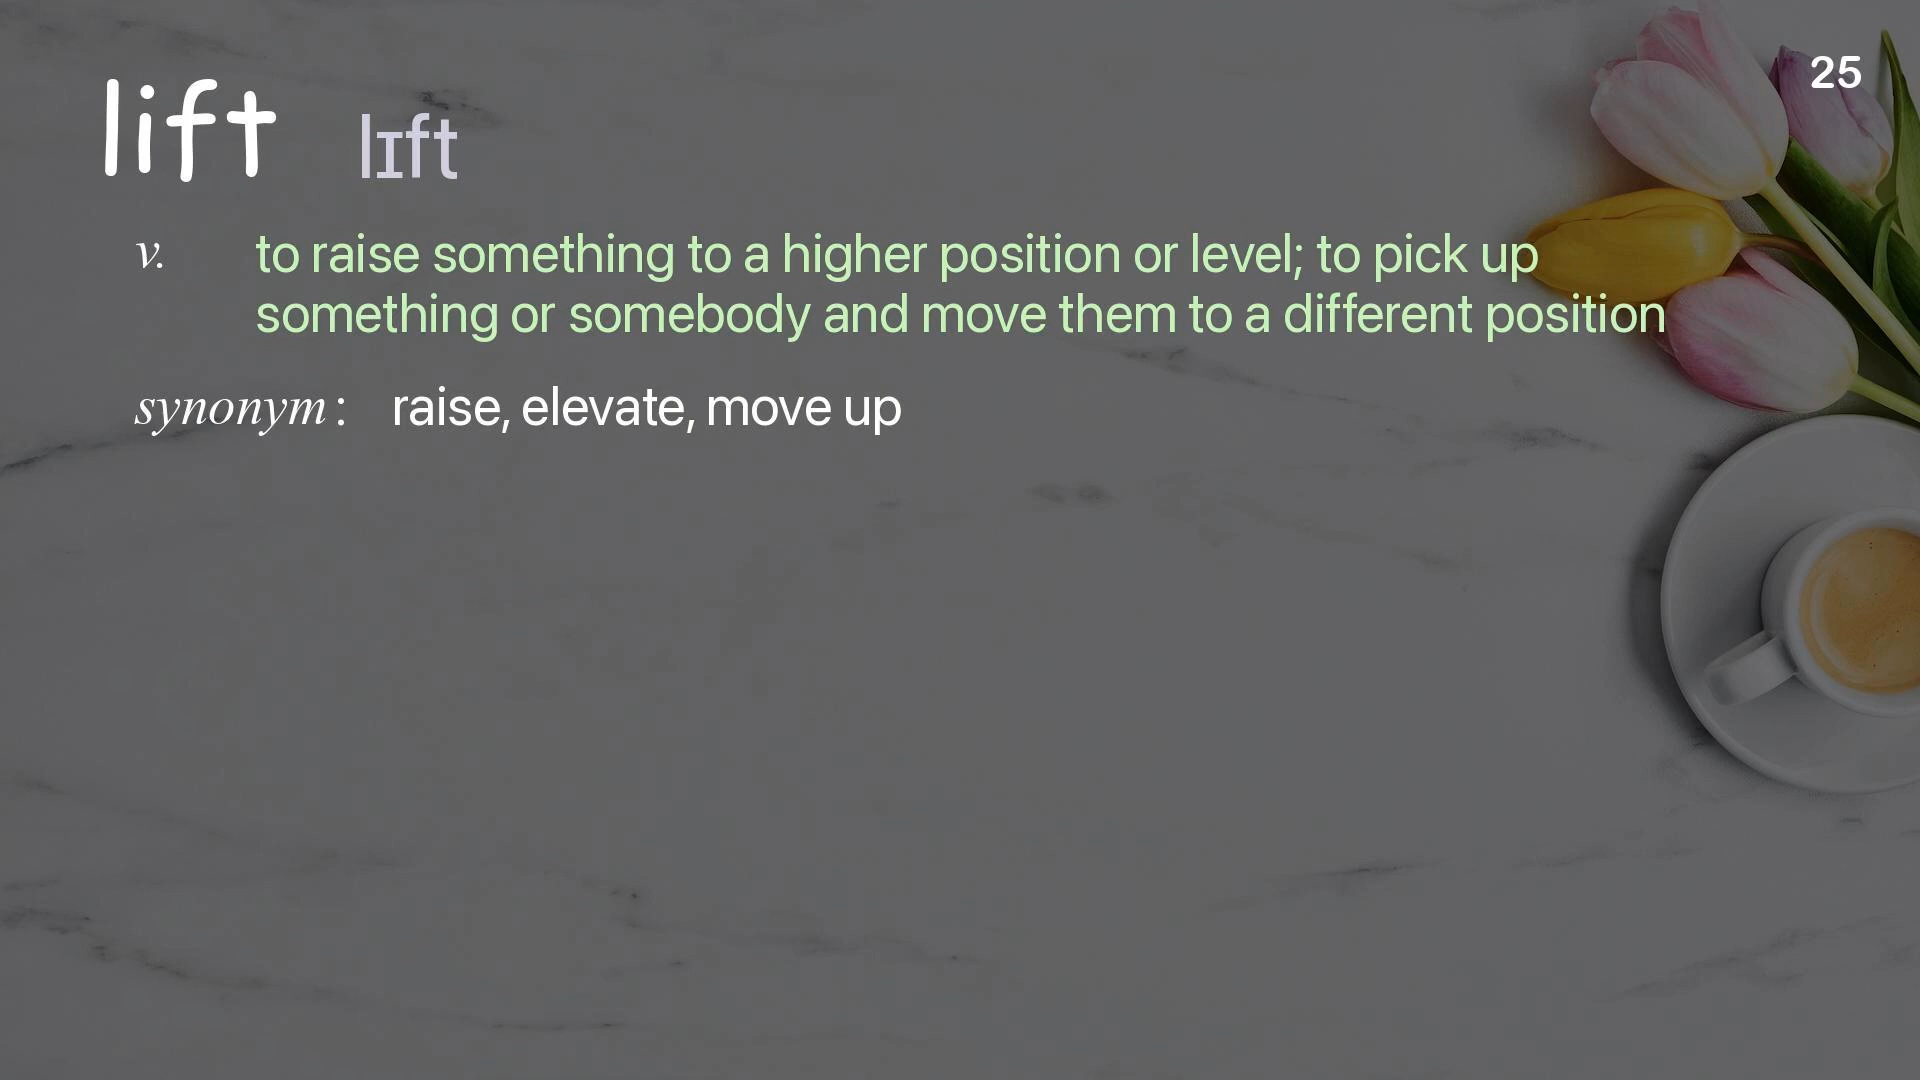 25
lift lɪft
v. to raise something to a higher position or level; to pick up
something or somebody and move them to a different position
synonym: raise, elevate, move up